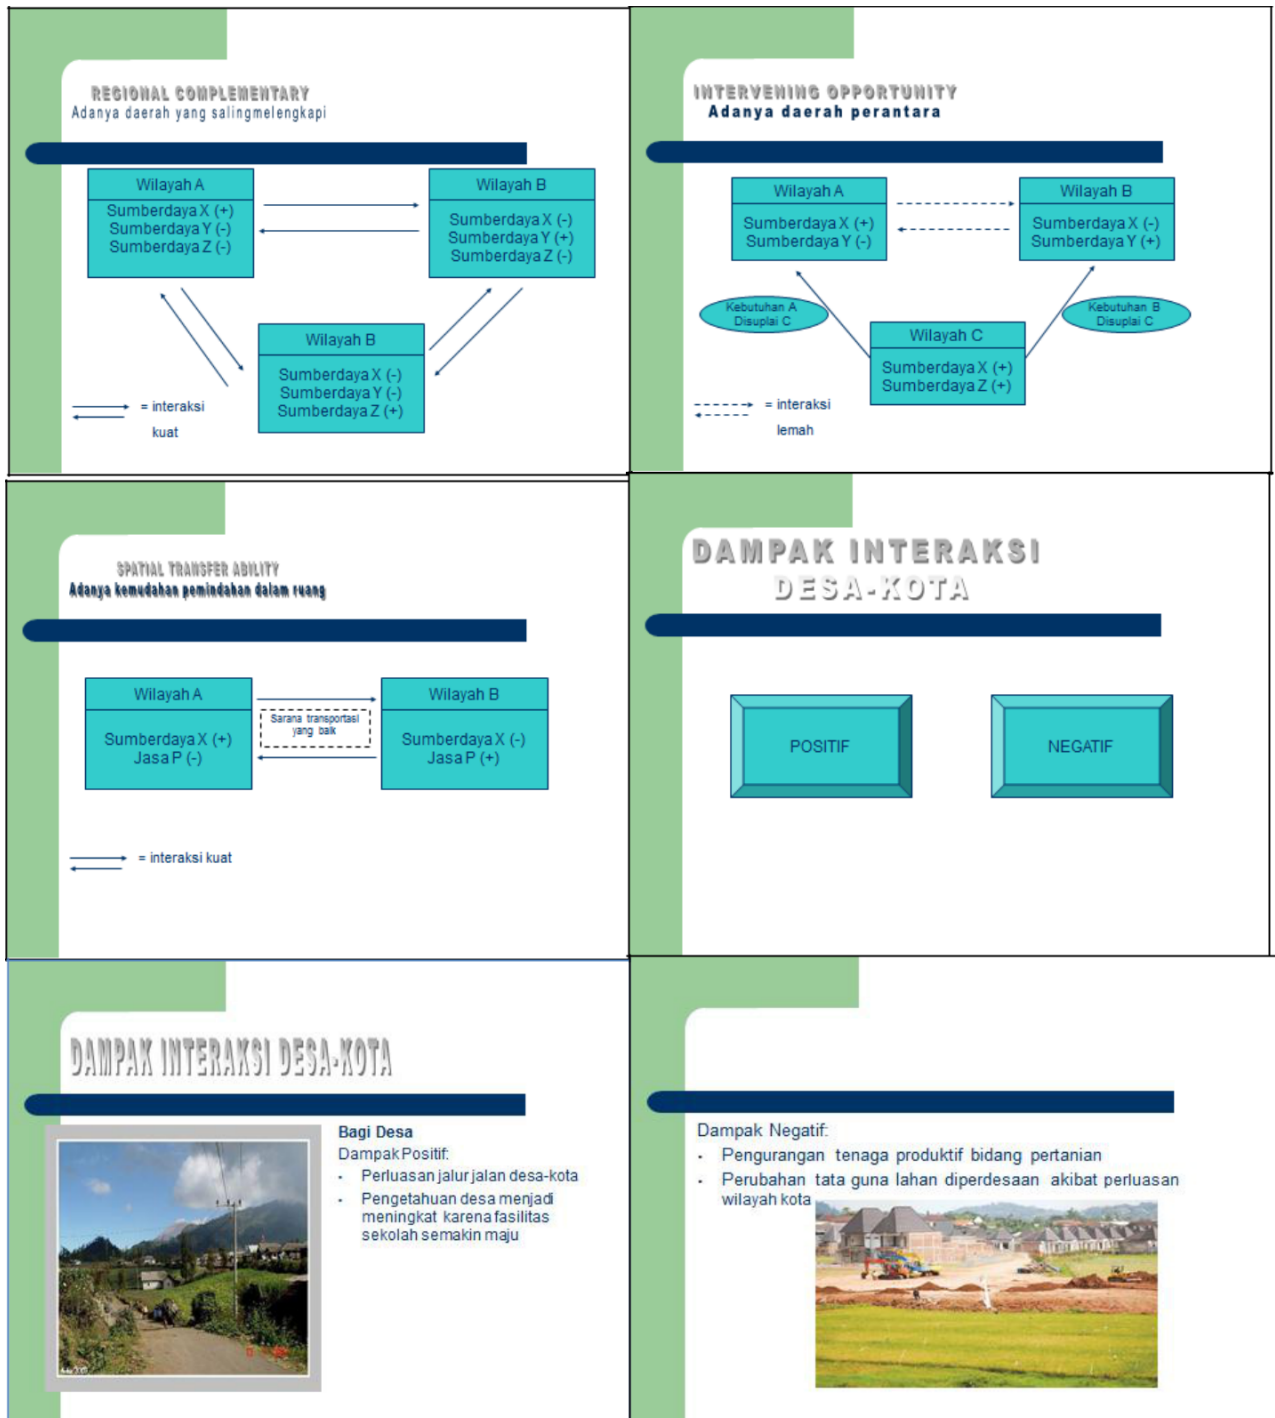 REGIONAL COMPLEMENTARY
Adanya daerah yang salingmelengkapi
Wilayah A
Sumberdaya X (+)
Sumberdaya Y (-)
Sumberdaya Z (-)
Wilayah B
Sumberdaya X (-)
Sumberdaya Y (+)
Sumberdaya Z (-)
Wilayah B
Sumberdaya X (-)
Sumberdaya Y (-)
Sumberdaya Z (+)
= interaksi
kuat
INTERVENING OPPORTUNITY
Adanya daerah perantara
Wilayah A
Sumberdaya X (+)
Sumberdaya Y (-)
Wilayah B
Sumberdaya X (-)
Sumberdaya Y (+)
Kebutuhan A
Disuplai C
Kebutuhan B
Disuplai C
Wilayah C
Sumberdaya X (+)
Sumberdaya Z (+)
= interaksi
lemah
SPATIAL TRANSFER ABILITY
Adanya kemudahan pemindahan dalam ruang
Wilayah A
Sumberdaya X (+)
Jasa P (-)
Sarana transportasi
yang baik
Wilayah B
Sumberdaya X (-)
Jasa P (+)
= interaksi kuat
DAMPAK INTERAKSI
DESA-KOTA
POSITIF
NEGATIF
DAMPAK INTERAKSI DESA-KOTA
Bagi Desa
Dampak Positif:
• Perluasan jalur jalan desa-kota
• Pengetahuan desa menjadi
meningkat karena fasilitas
sekolah semakin maju
Dampak Negatif:
• Pengurangan tenaga produktif bidang pertanian
• Perubahan tata guna lahan diperdesaan akibat perluasan
wilayah kota